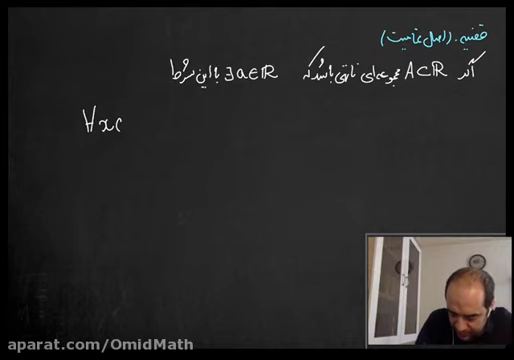 قضیه. (اصل تمامیت)
اگر A⊂ℝ مجموعه‌ای ناتهی باشد که ∃a∈ℝ با این شرط
∀x∈
aparat.com/OmidMath